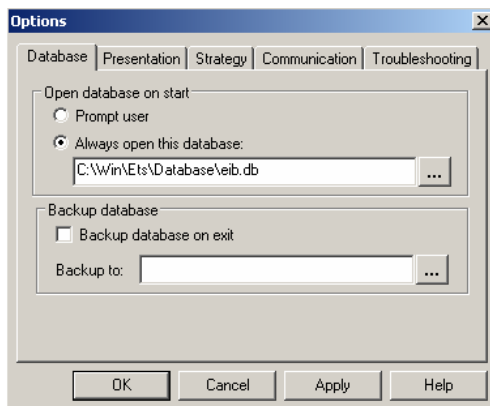 Options
Database Presentation Strategy Communication Troubleshooting
Open database on start
Prompt user
Always open this database:
C:\Win\Ets\Database\eib.db ...
Backup database
Backup database on exit
Backup to: ...
OK Cancel Apply Help